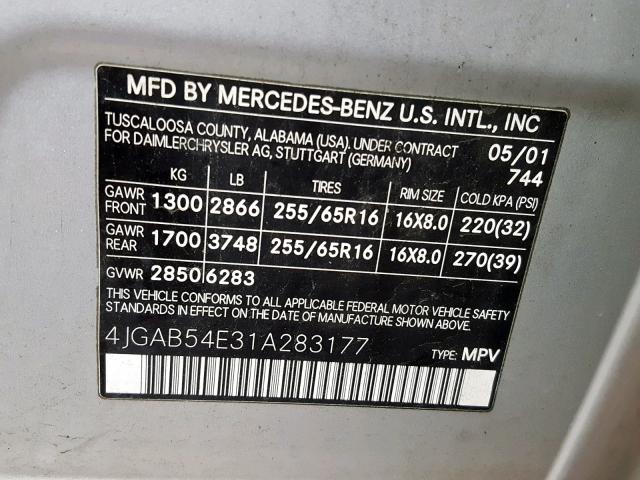 MFD BY MERCEDES-BENZ U.S. INTL., INC
TUSCALOOSA COUNTY, ALABAMA (USA). UNDER CONTRACT 05/01
FOR DAIMLERCHRYSLER AG, STUTTGART (GERMANY) 744
KG LB TIRES RIM SIZE COLD KPA (PSI)
GAWR FRONT 1300 2866 255/65R16 16X8.0 220(32)
GAWR REAR 1700 3748 255/65R16 16X8.0 270(39)
GVWR 2850 6283
THIS VEHICLE CONFORMS TO ALL APPLICABLE FEDERAL MOTOR VEHICLE SAFETY
STANDARDS IN EFFECT ON THE DATE OF MANUFACTURE SHOWN ABOVE.
4JGAB54E31A283177 TYPE: MPV